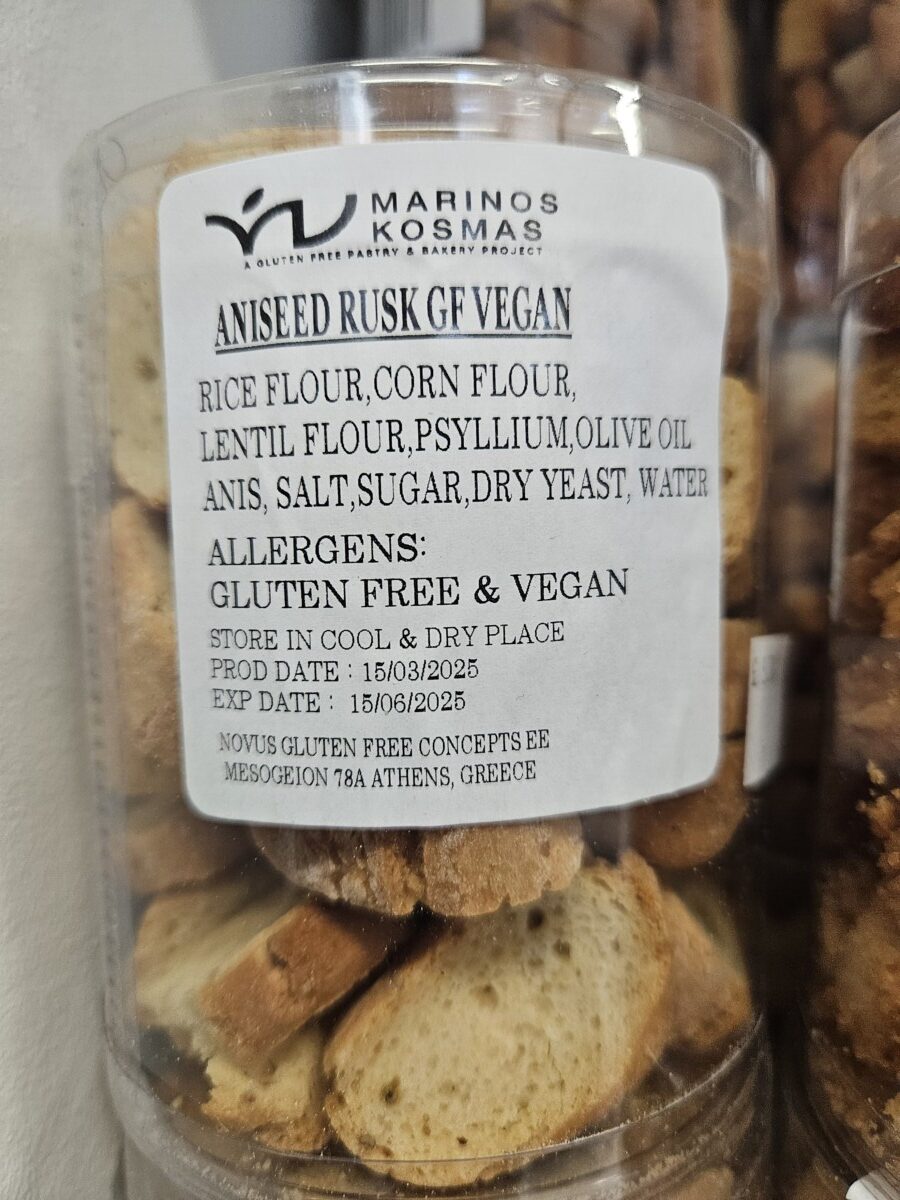 MARINOS
KOSMAS
A GLUTEN FREE PASTRY & BAKERY PROJECT
ANISEED RUSK GF VEGAN
RICE FLOUR,CORN FLOUR,
LENTIL FLOUR,PSYLLIUM,OLIVE OIL
ANIS, SALT,SUGAR,DRY YEAST, WATER
ALLERGENS:
GLUTEN FREE & VEGAN
STORE IN COOL & DRY PLACE
PROD DATE : 15/03/2025
EXP DATE : 15/06/2025
NOVUS GLUTEN FREE CONCEPTS EE
MESOGEION 78A ATHENS, GREECE